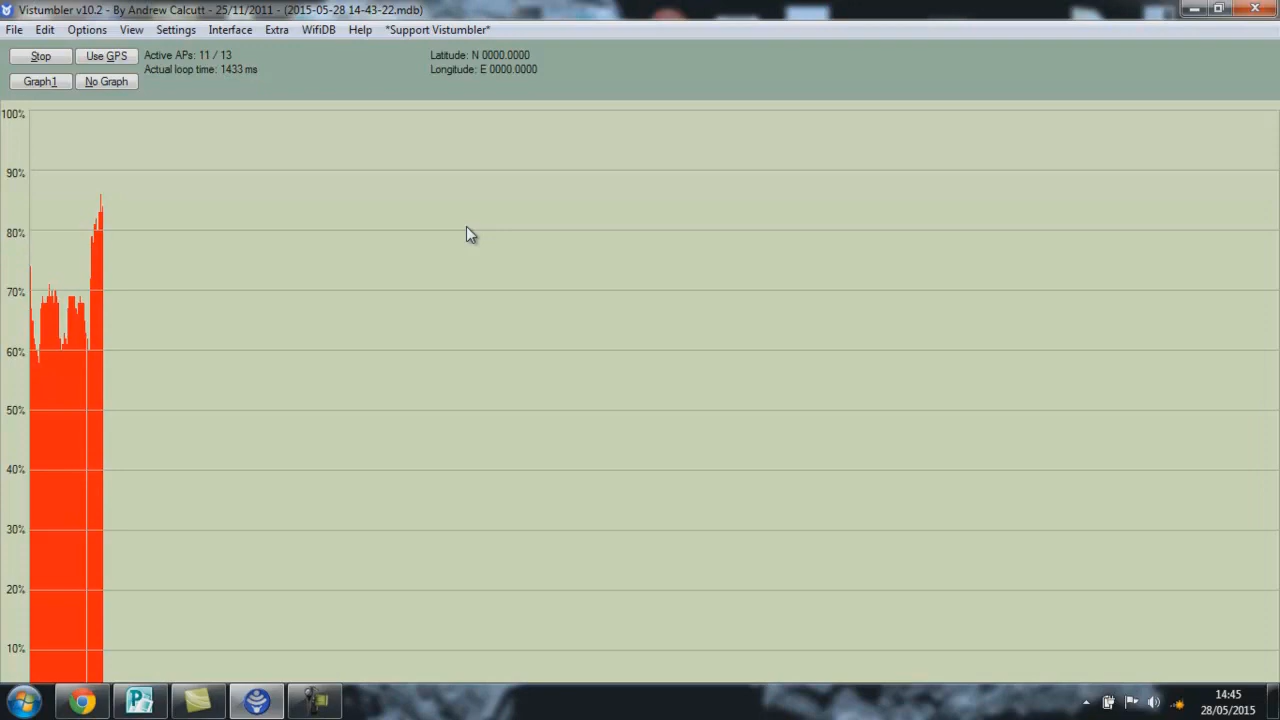 Vistumbler v10.2 - By Andrew Calcutt - 25/11/2011 - (2015-05-28 14-43-22.mdb)
File Edit Options View Settings Interface Extra WifiDB Help *Support Vistumbler*
Stop Use GPS Active APs: 11 / 13 Latitude: N 0000.0000
Actual loop time: 1433 ms Longitude: E 0000.0000
Graph1 No Graph
100%
90%
80%
70%
60%
50%
40%
30%
20%
10%
14:45
28/05/2015